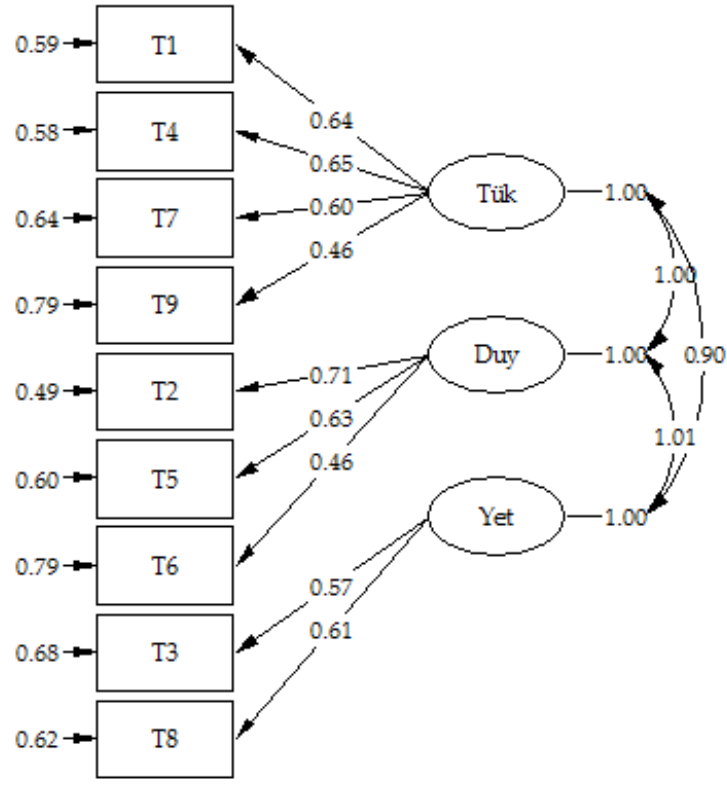 0.59 T1
0.64
0.58 T4
0.65
Tük 1.00
0.60
0.64 T7
0.46
1.00
0.79 T9
Duy 1.00 0.90
0.71
0.49 T2
0.63
1.01
0.46
0.60 T5
Yet 1.00
0.79 T6
0.57
0.61
0.68 T3
0.62 T8